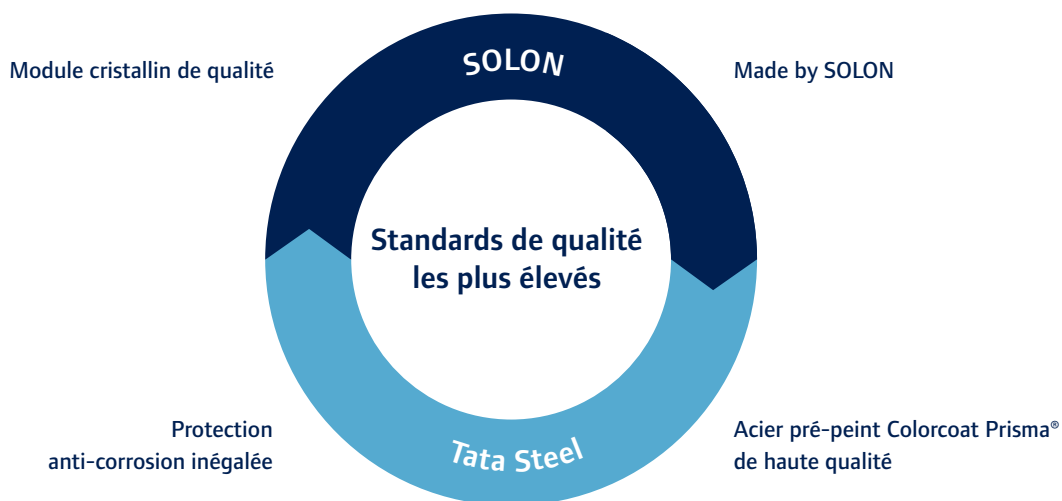 SOLON
Module cristallin de qualité
Made by SOLON
Standards de qualité
les plus élevés
Protection
anti-corrosion inégalée
Acier pré-peint Colorcoat Prisma®
de haute qualité
Tata Steel